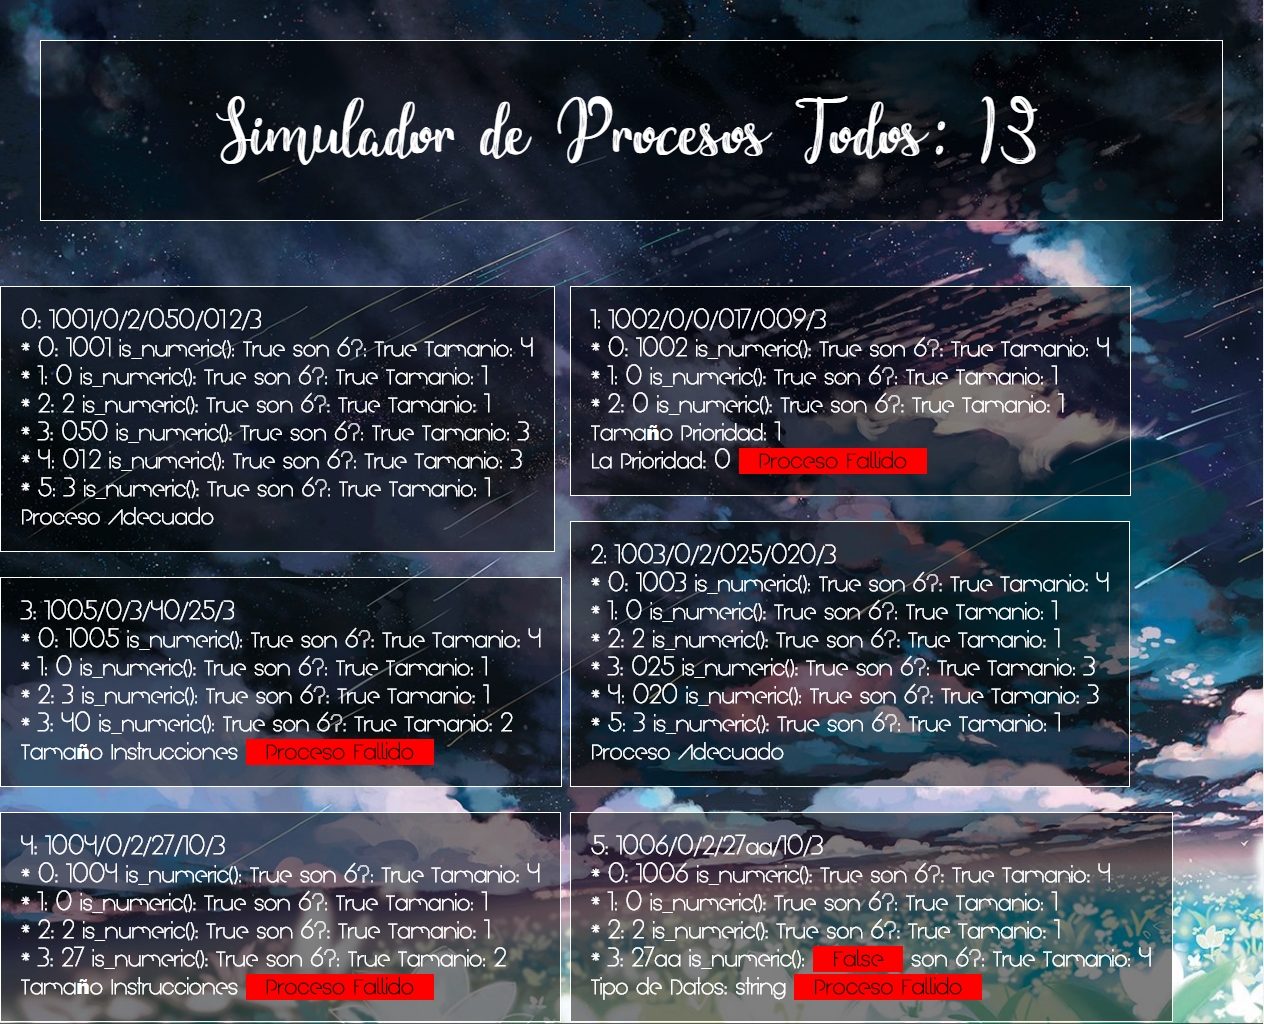 Simulador de Procesos Todos: 13
0: 1001/0/2/050/012/3
* 0: 1001 is_numeric(): True son 6?: True Tamanio: 4
* 1: 0 is_numeric(): True son 6?: True Tamanio: 1
* 2: 2 is_numeric(): True son 6?: True Tamanio: 1
* 3: 050 is_numeric(): True son 6?: True Tamanio: 3
* 4: 012 is_numeric(): True son 6?: True Tamanio: 3
* 5: 3 is_numeric(): True son 6?: True Tamanio: 1
Proceso Adecuado
1: 1002/0/0/017/009/3
* 0: 1002 is_numeric(): True son 6?: True Tamanio: 4
* 1: 0 is_numeric(): True son 6?: True Tamanio: 1
* 2: 0 is_numeric(): True son 6?: True Tamanio: 1
Tamaño Prioridad: 1
La Prioridad: 0 Proceso Fallido
2: 1003/0/2/025/020/3
* 0: 1003 is_numeric(): True son 6?: True Tamanio: 4
* 1: 0 is_numeric(): True son 6?: True Tamanio: 1
* 2: 2 is_numeric(): True son 6?: True Tamanio: 1
* 3: 025 is_numeric(): True son 6?: True Tamanio: 3
* 4: 020 is_numeric(): True son 6?: True Tamanio: 3
* 5: 3 is_numeric(): True son 6?: True Tamanio: 1
Proceso Adecuado
3: 1005/0/3/40/25/3
* 0: 1005 is_numeric(): True son 6?: True Tamanio: 4
* 1: 0 is_numeric(): True son 6?: True Tamanio: 1
* 2: 3 is_numeric(): True son 6?: True Tamanio: 1
* 3: 40 is_numeric(): True son 6?: True Tamanio: 2
Tamaño Instrucciones Proceso Fallido
4: 1004/0/2/27/10/3
* 0: 1004 is_numeric(): True son 6?: True Tamanio: 4
* 1: 0 is_numeric(): True son 6?: True Tamanio: 1
* 2: 2 is_numeric(): True son 6?: True Tamanio: 1
* 3: 27 is_numeric(): True son 6?: True Tamanio: 2
Tamaño Instrucciones Proceso Fallido
5: 1006/0/2/27aa/10/3
* 0: 1006 is_numeric(): True son 6?: True Tamanio: 4
* 1: 0 is_numeric(): True son 6?: True Tamanio: 1
* 2: 2 is_numeric(): True son 6?: True Tamanio: 1
* 3: 27aa is_numeric(): False son 6?: True Tamanio: 4
Tipo de Datos: string Proceso Fallido